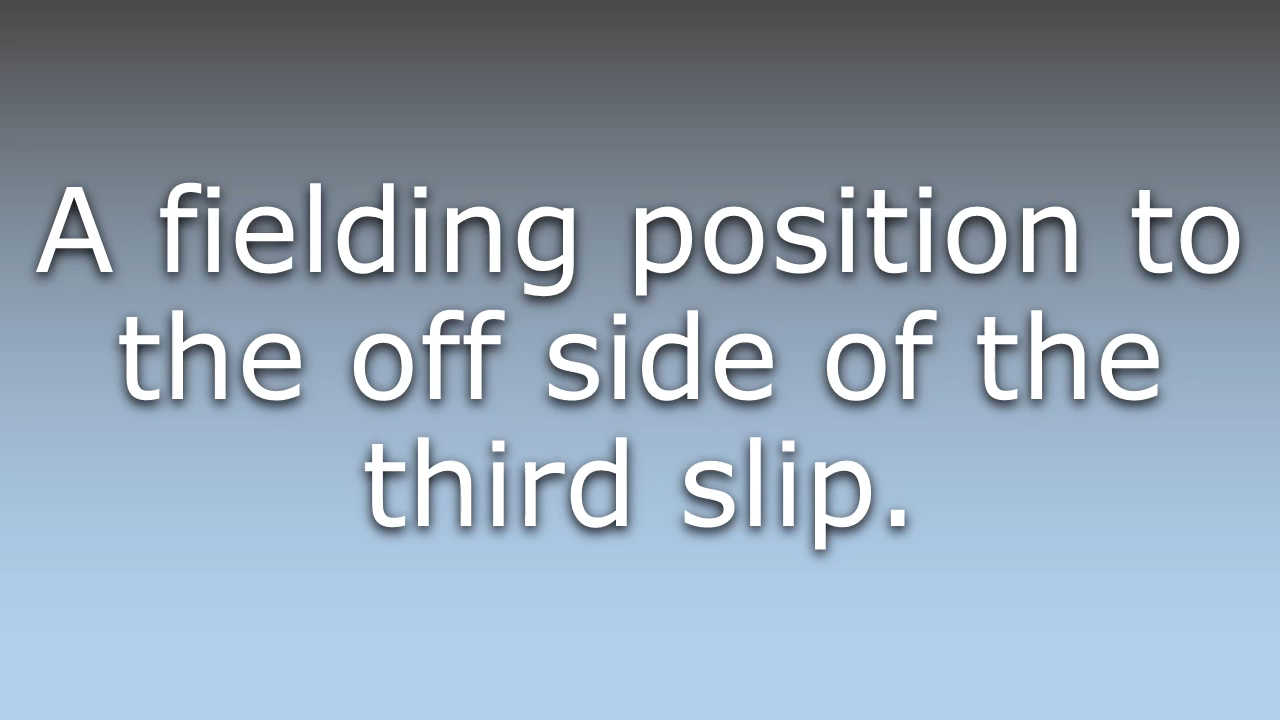 A fielding position to
the off side of the
third slip.